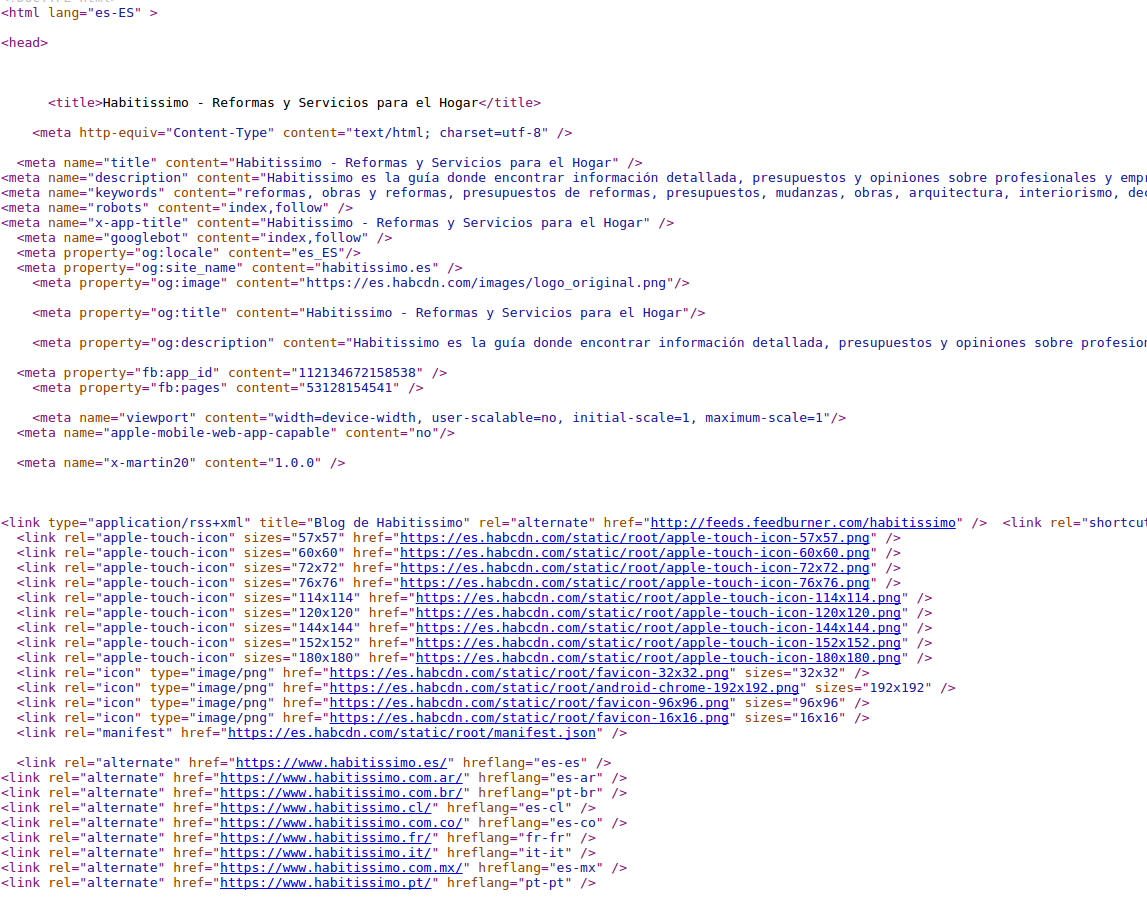 <html lang="es-ES" >
<head>
<title>Habitissimo - Reformas y Servicios para el Hogar</title>
<meta http-equiv="Content-Type" content="text/html; charset=utf-8" />
<meta name="title" content="Habitissimo - Reformas y Servicios para el Hogar" />
<meta name="description" content="Habitissimo es la guía donde encontrar información detallada, presupuestos y opiniones sobre profesionales y empr
<meta name="keywords" content="reformas, obras y reformas, presupuestos de reformas, presupuestos, mudanzas, obras, arquitectura, interiorismo, dec
<meta name="robots" content="index,follow" />
<meta name="x-app-title" content="Habitissimo - Reformas y Servicios para el Hogar" />
<meta name="googlebot" content="index,follow" />
<meta property="og:locale" content="es_ES"/>
<meta property="og:site_name" content="habitissimo.es" />
<meta property="og:image" content="https://es.habcdn.com/images/logo_original.png"/>
<meta property="og:title" content="Habitissimo - Reformas y Servicios para el Hogar"/>
<meta property="og:description" content="Habitissimo es la guía donde encontrar información detallada, presupuestos y opiniones sobre profesion
<meta property="fb:app_id" content="112134672158538" />
<meta property="fb:pages" content="53128154541" />
<meta name="viewport" content="width=device-width, user-scalable=no, initial-scale=1, maximum-scale=1"/>
<meta name="apple-mobile-web-app-capable" content="no"/>
<meta name="x-martin20" content="1.0.0" />
<link type="application/rss+xml" title="Blog de Habitissimo" rel="alternate" href="http://feeds.feedburner.com/habitissimo" />  <link rel="shortcut
<link rel="apple-touch-icon" sizes="57x57" href="https://es.habcdn.com/static/root/apple-touch-icon-57x57.png" />
<link rel="apple-touch-icon" sizes="60x60" href="https://es.habcdn.com/static/root/apple-touch-icon-60x60.png" />
<link rel="apple-touch-icon" sizes="72x72" href="https://es.habcdn.com/static/root/apple-touch-icon-72x72.png" />
<link rel="apple-touch-icon" sizes="76x76" href="https://es.habcdn.com/static/root/apple-touch-icon-76x76.png" />
<link rel="apple-touch-icon" sizes="114x114" href="https://es.habcdn.com/static/root/apple-touch-icon-114x114.png" />
<link rel="apple-touch-icon" sizes="120x120" href="https://es.habcdn.com/static/root/apple-touch-icon-120x120.png" />
<link rel="apple-touch-icon" sizes="144x144" href="https://es.habcdn.com/static/root/apple-touch-icon-144x144.png" />
<link rel="apple-touch-icon" sizes="152x152" href="https://es.habcdn.com/static/root/apple-touch-icon-152x152.png" />
<link rel="apple-touch-icon" sizes="180x180" href="https://es.habcdn.com/static/root/apple-touch-icon-180x180.png" />
<link rel="icon" type="image/png" href="https://es.habcdn.com/static/root/favicon-32x32.png" sizes="32x32" />
<link rel="icon" type="image/png" href="https://es.habcdn.com/static/root/android-chrome-192x192.png" sizes="192x192" />
<link rel="icon" type="image/png" href="https://es.habcdn.com/static/root/favicon-96x96.png" sizes="96x96" />
<link rel="icon" type="image/png" href="https://es.habcdn.com/static/root/favicon-16x16.png" sizes="16x16" />
<link rel="manifest" href="https://es.habcdn.com/static/root/manifest.json" />
<link rel="alternate" href="https://www.habitissimo.es/" hreflang="es-es" />
<link rel="alternate" href="https://www.habitissimo.com.ar/" hreflang="es-ar" />
<link rel="alternate" href="https://www.habitissimo.com.br/" hreflang="pt-br" />
<link rel="alternate" href="https://www.habitissimo.cl/" hreflang="es-cl" />
<link rel="alternate" href="https://www.habitissimo.com.co/" hreflang="es-co" />
<link rel="alternate" href="https://www.habitissimo.fr/" hreflang="fr-fr" />
<link rel="alternate" href="https://www.habitissimo.it/" hreflang="it-it" />
<link rel="alternate" href="https://www.habitissimo.com.mx/" hreflang="es-mx" />
<link rel="alternate" href="https://www.habitissimo.pt/" hreflang="pt-pt" />